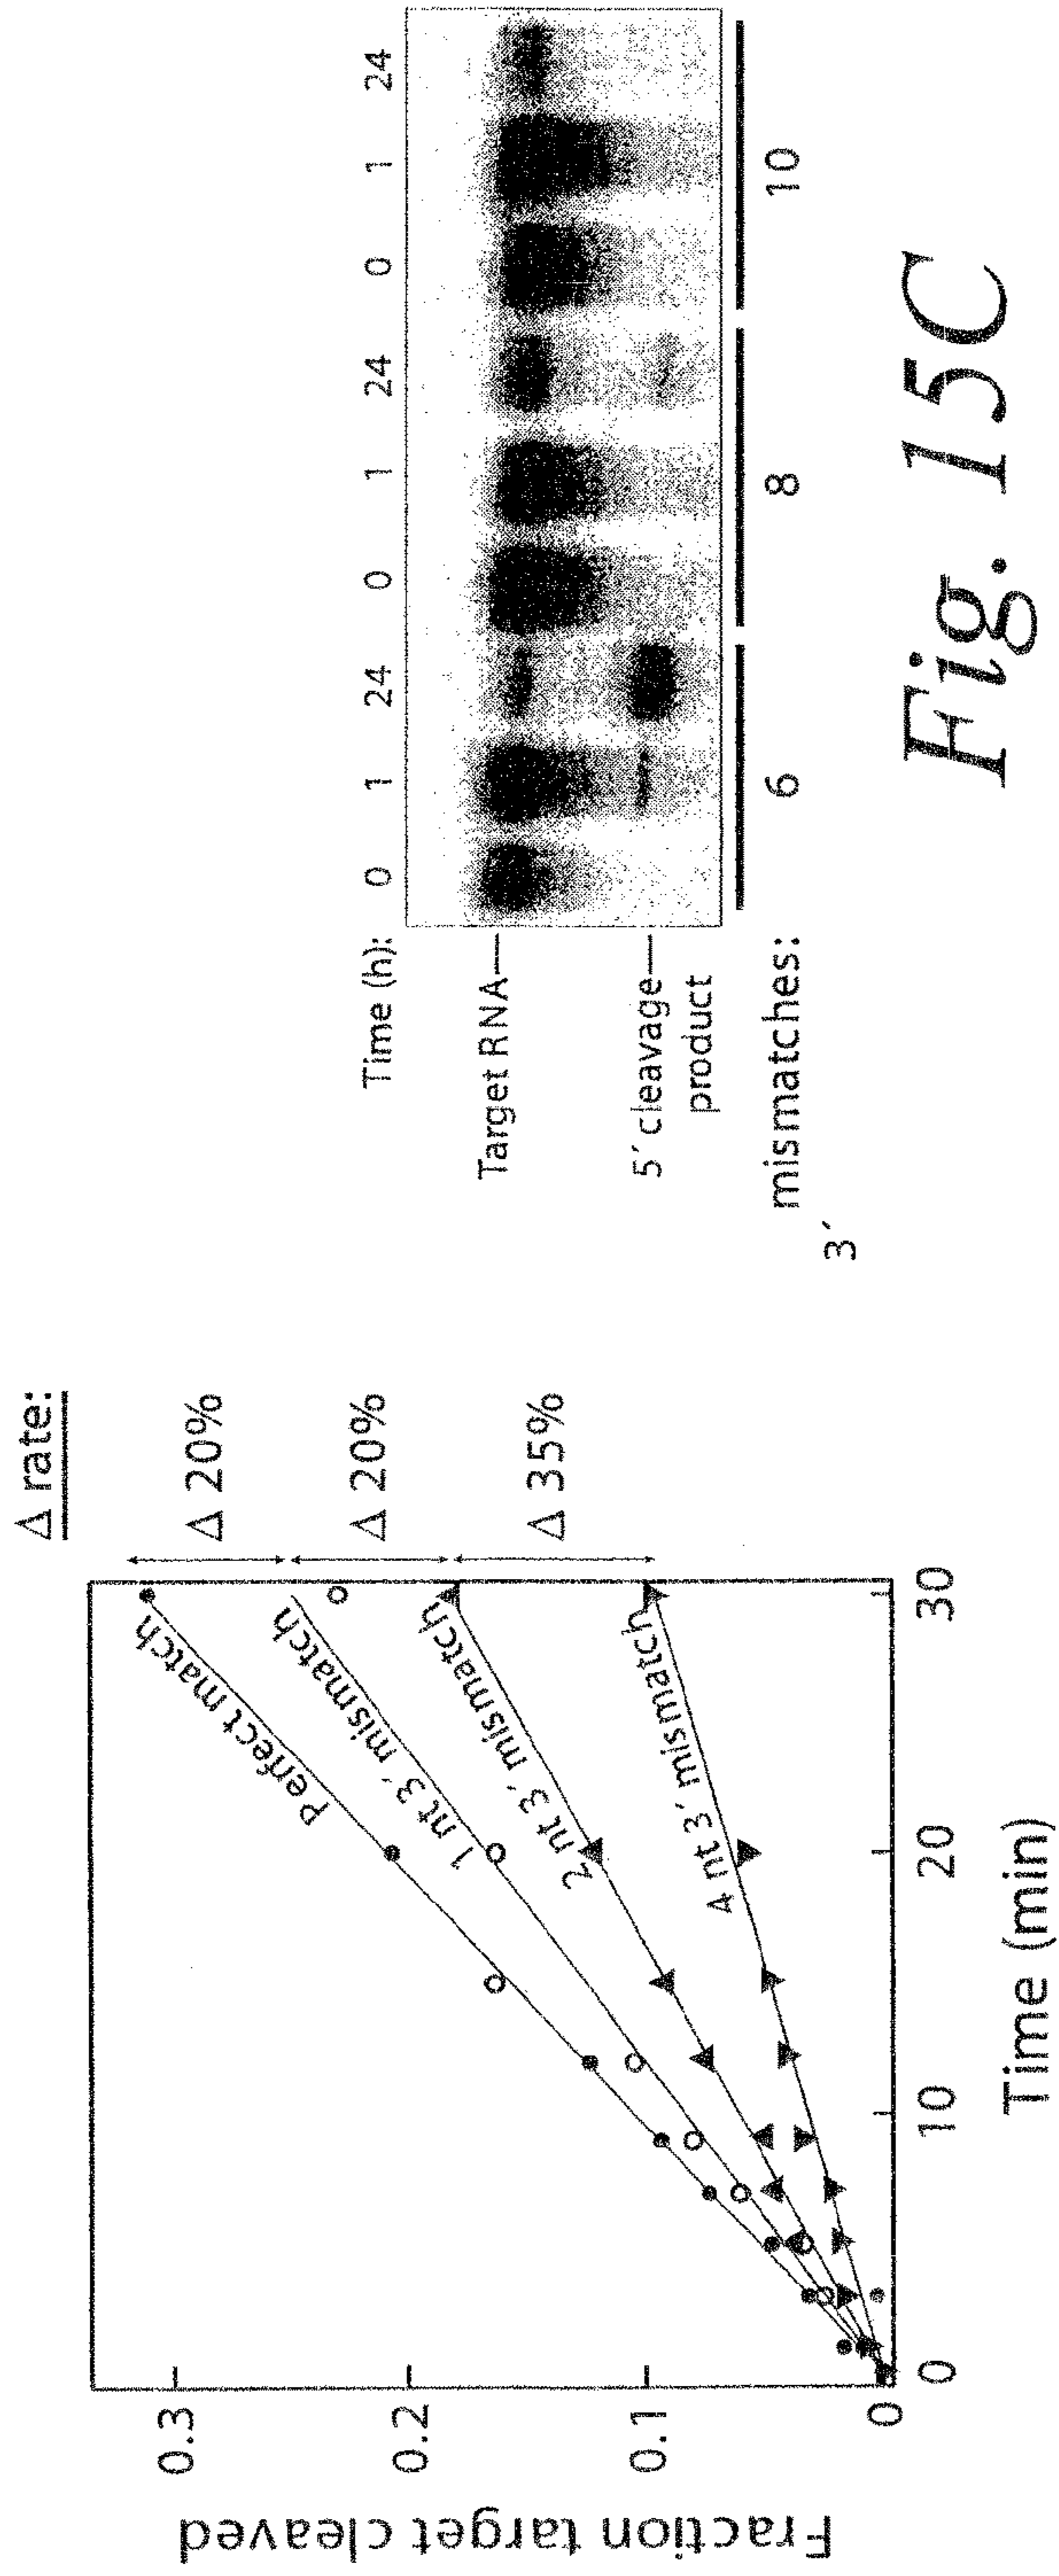 Δ rate:
Δ 20%
Δ 20%
Δ 35%
Perfect match
1 nt 3´ mismatch
2 nt 3´ mismatch
4 nt 3´ mismatch
0.3
0.2
0.1
0
Fraction target cleaved
0
10
20
30
Time (min)
Time (h):
0
1
24
0
1
24
0
1
24
Target RNA
5´ cleavage
product
3´
mismatches:
6
8
10
Fig. 15C